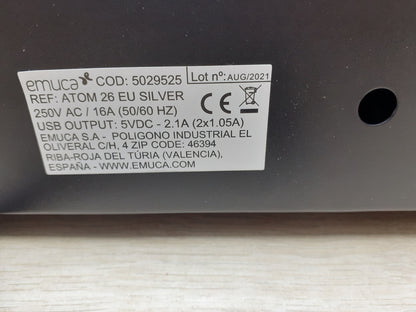 emuca COD: 5029525 Lot nº: AUG/2021
REF: ATOM 26 EU SILVER
250V AC / 16A (50/60 HZ)
USB OUTPUT: 5VDC - 2.1A (2x1.05A)
EMUCA S.A - POLIGONO INDUSTRIAL EL
OLIVERAL C/H, 4 ZIP CODE: 46394
RIBA-ROJA DEL TÚRIA (VALENCIA),
ESPAÑA - WWW.EMUCA.COM
CE